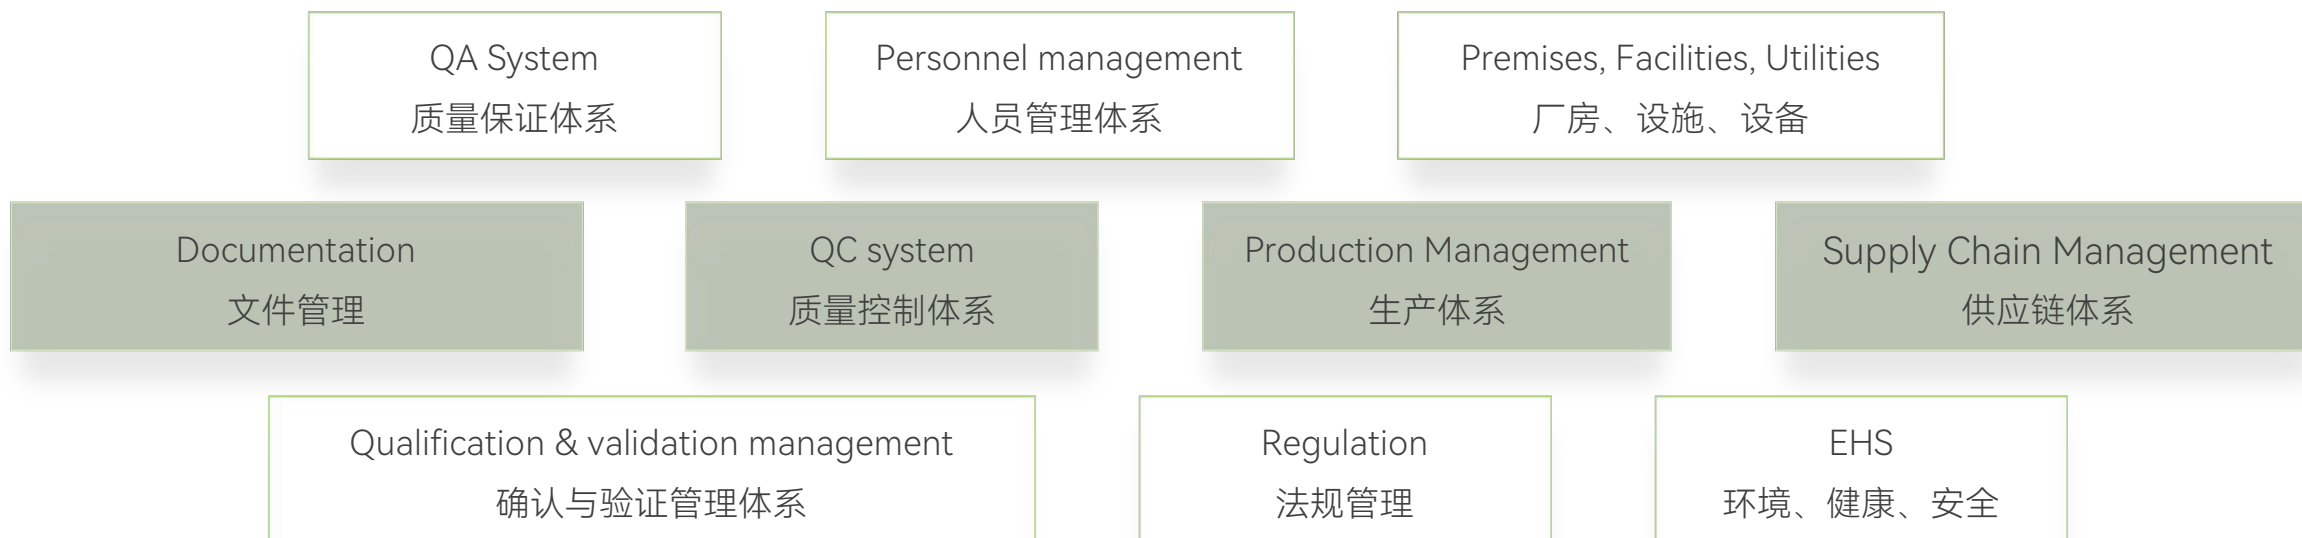 QA System
质量保证体系
Personnel management
人员管理体系
Premises, Facilities, Utilities
厂房、设施、设备
Documentation
文件管理
QC system
质量控制体系
Production Management
生产体系
Supply Chain Management
供应链体系
Qualification & validation management
确认与验证管理体系
Regulation
法规管理
EHS
环境、健康、安全